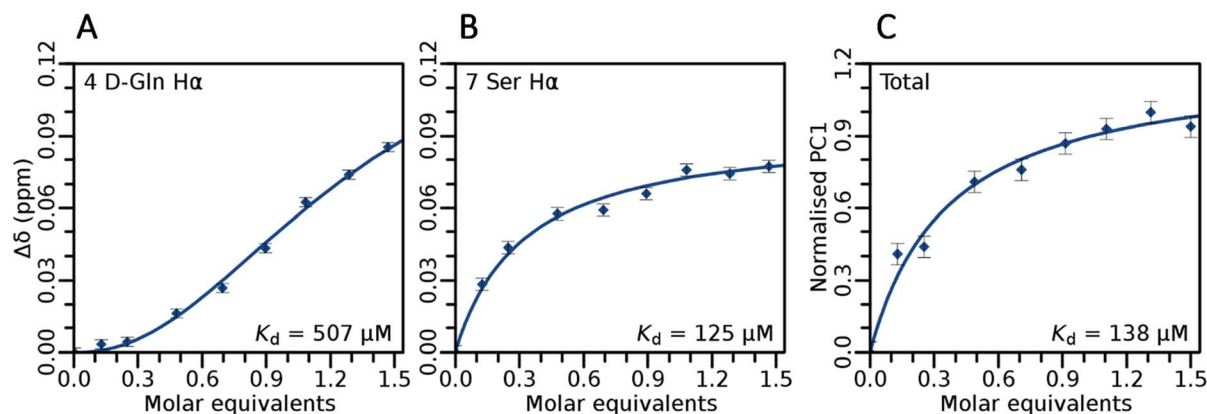 A
B
C
0.12
0.09
0.06
0.03
0.00
Δδ (ppm)
4 D-Gln Hα
Kd = 507 μM
0.0 0.3 0.6 0.9 1.2 1.5
Molar equivalents
0.12
0.09
0.06
0.03
0.00
7 Ser Hα
Kd = 125 μM
0.0 0.3 0.6 0.9 1.2 1.5
Molar equivalents
1.2
0.9
0.6
0.3
0.0
Normalised PC1
Total
Kd = 138 μM
0.0 0.3 0.6 0.9 1.2 1.5
Molar equivalents